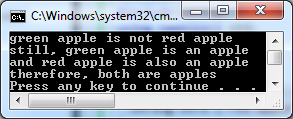 C:\Windows\system32\cm...
green apple is not red apple
still, green apple is an apple
and red apple is also an apple
therefore, both are apples
Press any key to continue . . .